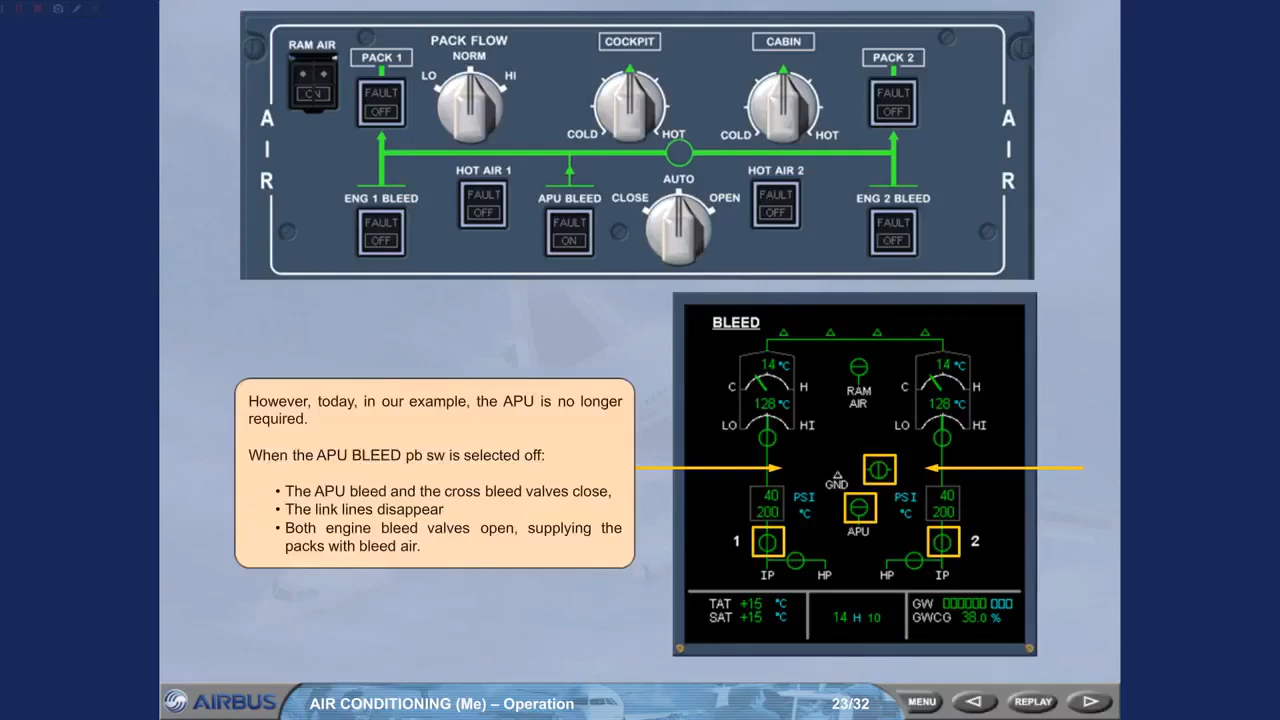 RAM AIR
ON
PACK 1
FAULT
OFF
PACK FLOW
NORM
LO
HI
COCKPIT
COLD
HOT
CABIN
COLD
HOT
PACK 2
FAULT
OFF
A
I
R
A
I
R
ENG 1 BLEED
FAULT
OFF
HOT AIR 1
FAULT
OFF
APU BLEED
FAULT
ON
AUTO
CLOSE
OPEN
HOT AIR 2
FAULT
OFF
ENG 2 BLEED
FAULT
OFF
However, today, in our example, the APU is no longer
required.
When the APU BLEED pb sw is selected off:
• The APU bleed and the cross bleed valves close,
• The link lines disappear
• Both engine bleed valves open, supplying the
packs with bleed air.
BLEED
14 °C
14 °C
C
H
RAM
AIR
C
H
128 °C
128 °C
LO
HI
LO
HI
GND
40
200
PSI
°C
PSI
°C
40
200
APU
1
2
IP
HP
HP
IP
TAT +15 °C
SAT +15 °C
14 H 10
GW
GWCG 38.0 %
AIRBUS
AIR CONDITIONING (Me) – Operation
23/32
MENU
REPLAY